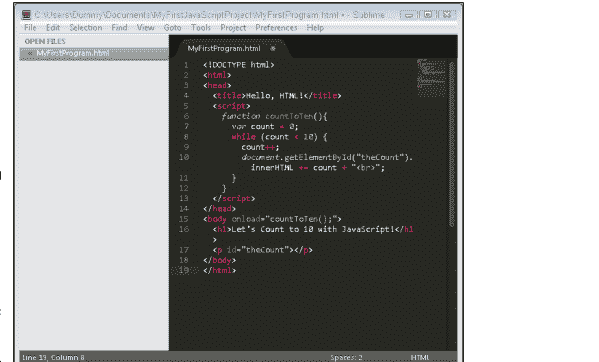 C:\Users\Dummy\Documents\MyFirstJavaScriptProject\MyFirstProgram.html • - Sublime
File Edit Selection Find View Goto Tools Project Preferences Help
OPEN FILES
MyFirstProgram.html
MyFirstProgram.html
1 <!DOCTYPE html>
2 <html>
3 <head>
4 <title>Hello, HTML!</title>
5 <script>
6 function countToTen(){
7 var count = 0;
8 while (count < 10) {
9 count++;
10 document.getElementById("theCount").
innerHTML += count + "<br>";
11 }
12 }
13 </script>
14 </head>
15 <body onload="countToTen();">
16 <h1>Let's Count to 10 with JavaScript!</h1
>
17 <p id="theCount"></p>
18 </body>
19 </html>
Line 19, Column 8 Spaces: 2 HTML